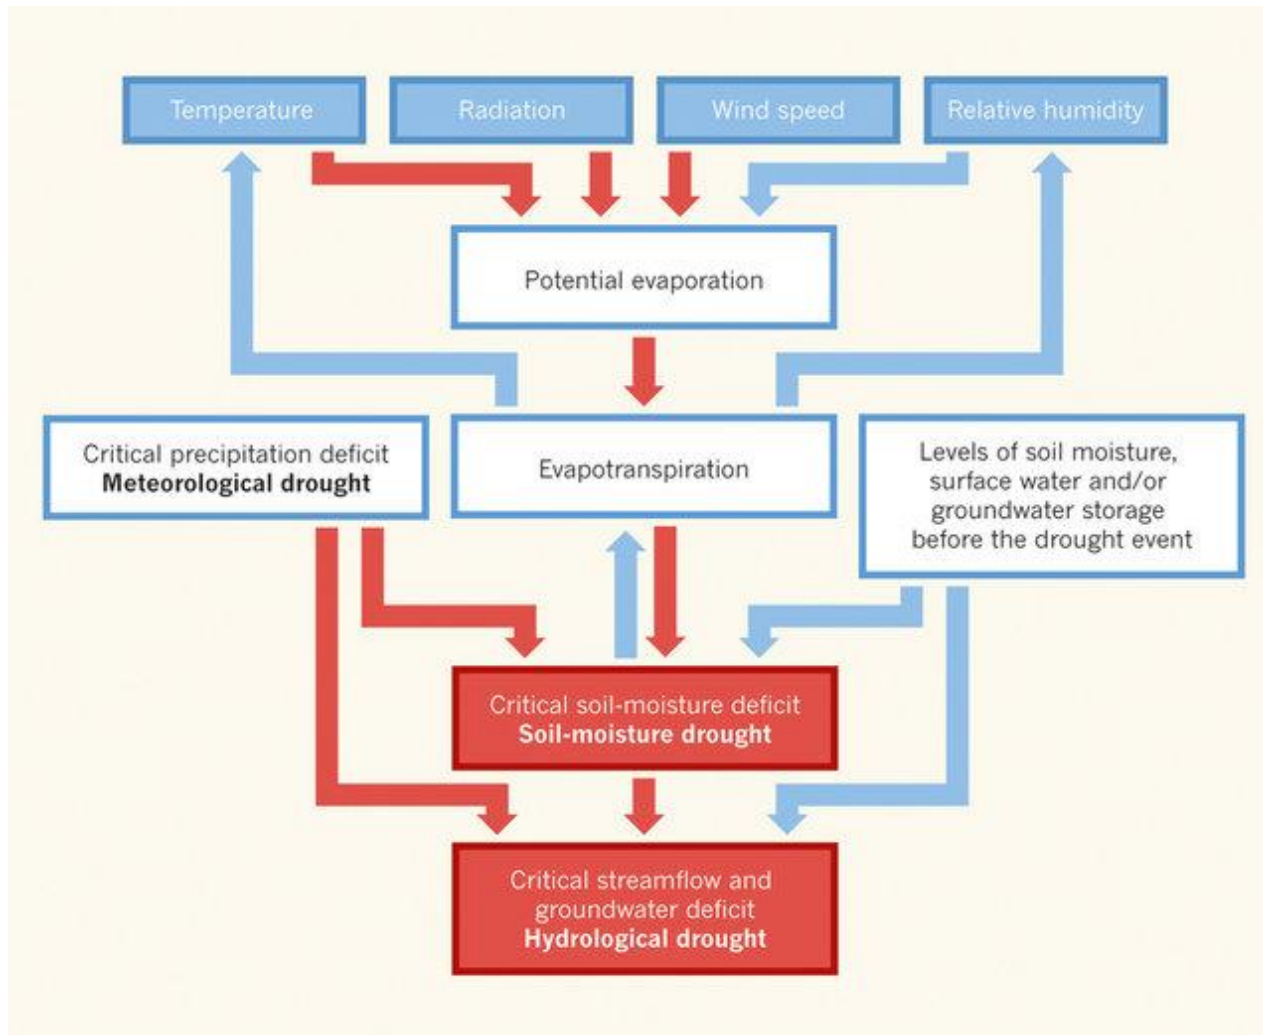 Temperature
Radiation
Wind speed
Relative humidity
Potential evaporation
Critical precipitation deficit
Meteorological drought
Evapotranspiration
Levels of soil moisture,
surface water and/or
groundwater storage
before the drought event
Critical soil-moisture deficit
Soil-moisture drought
Critical streamflow and
groundwater deficit
Hydrological drought